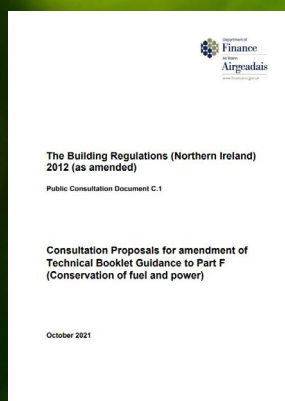 Department of
Finance
An Roinn
Airgeadais
www.finance-ni.gov.uk
The Building Regulations (Northern Ireland)
2012 (as amended)
Public Consultation Document C.1
Consultation Proposals for amendment of
Technical Booklet Guidance to Part F
(Conservation of fuel and power)
October 2021